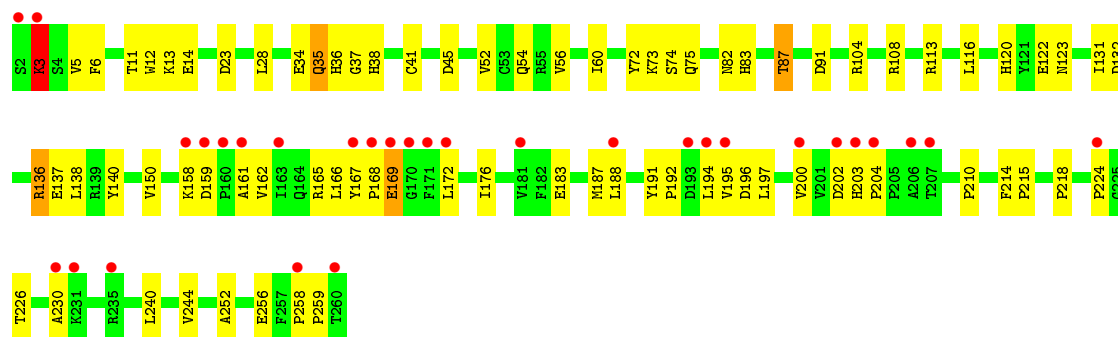 S2 K3 S4 V5 F6 T11 W12 K13 E14 D23 L28 E34 Q35 H36 G37 H38 C41 D45 V52 C53 Q54 R55 V56 I60 Y72 K73 S74 Q75 N82 H83 T87 D91 R104 R108 R113 L116 H120 Y121 E122 N123 I131 D132
R136 E137 L138 R139 Y140 V150 K158 D159 P160 A161 V162 I163 Q164 R165 L166 Y167 P168 E169 G170 F171 L172 I176 V181 F182 E183 M187 L188 Y191 P192 D193 L194 V195 D196 L197 V200 V201 D202 H203 P204 P205 A206 T207 P210 F214 P215 P218 P224 G225
T226 A230 K231 R235 L240 V244 A252 E256 F257 P258 P259 T260